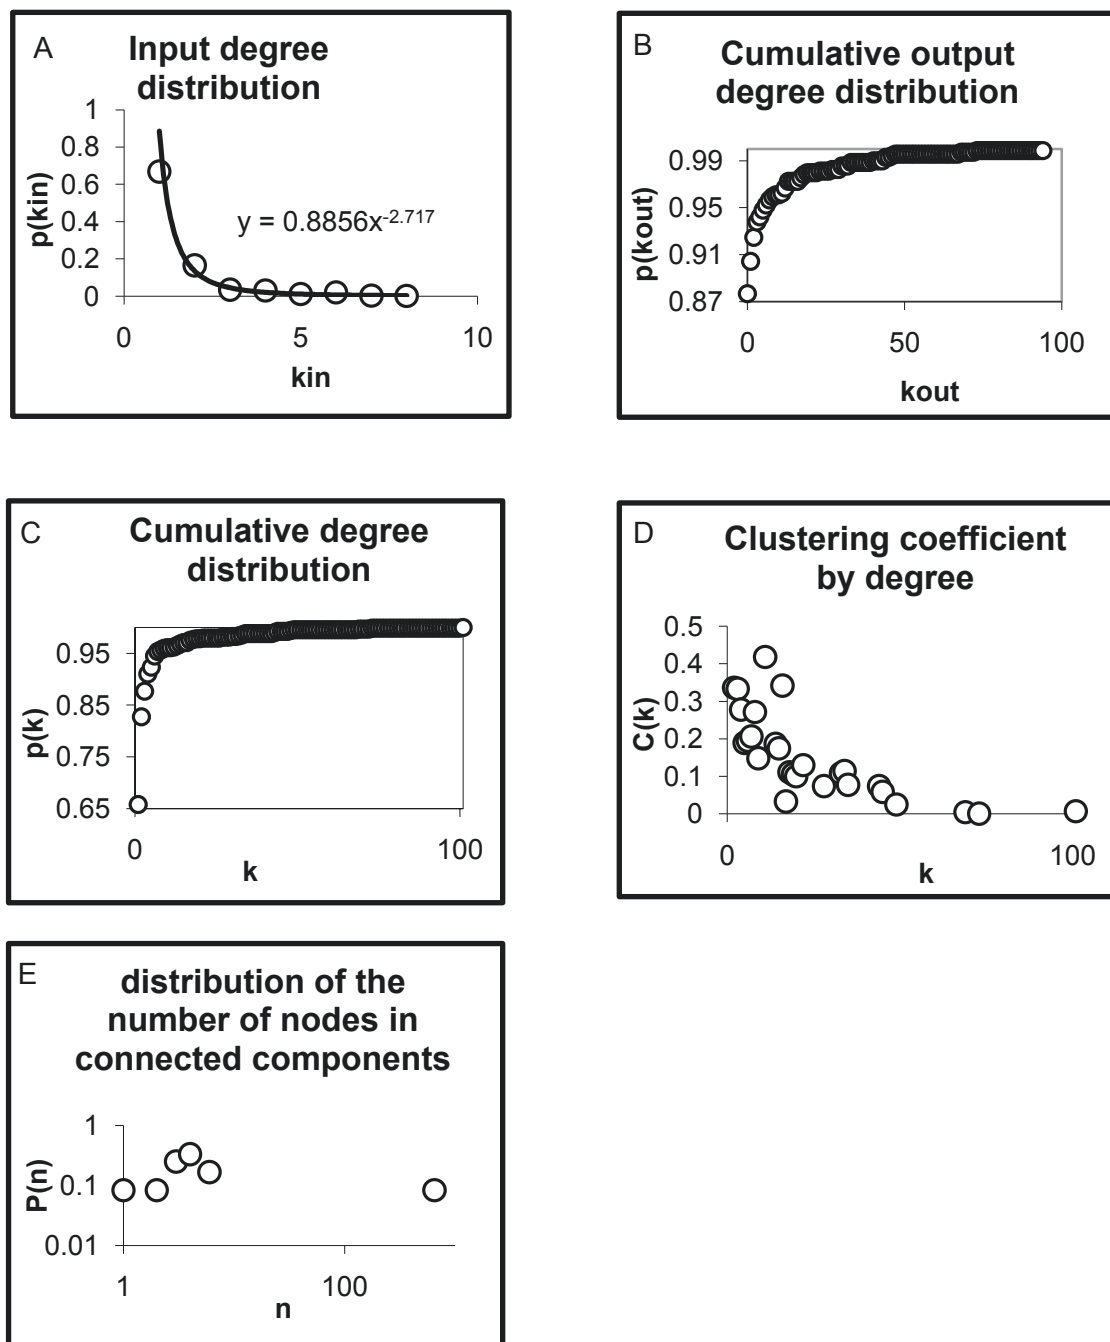 A
Input degree
distribution
1
0.8
0.6
0.4
0.2
0
p(kin)
y = 0.8856x^-2.717
0
5
10
kin
B
Cumulative output
degree distribution
0.99
0.95
0.91
0.87
p(kout)
0
50
100
kout
C
Cumulative degree
distribution
0.95
0.85
0.75
0.65
p(k)
0
100
k
D
Clustering coefficient
by degree
0.5
0.4
0.3
0.2
0.1
0
C(k)
0
100
k
E
distribution of the
number of nodes in
connected components
1
0.1
0.01
P(n)
1
100
n